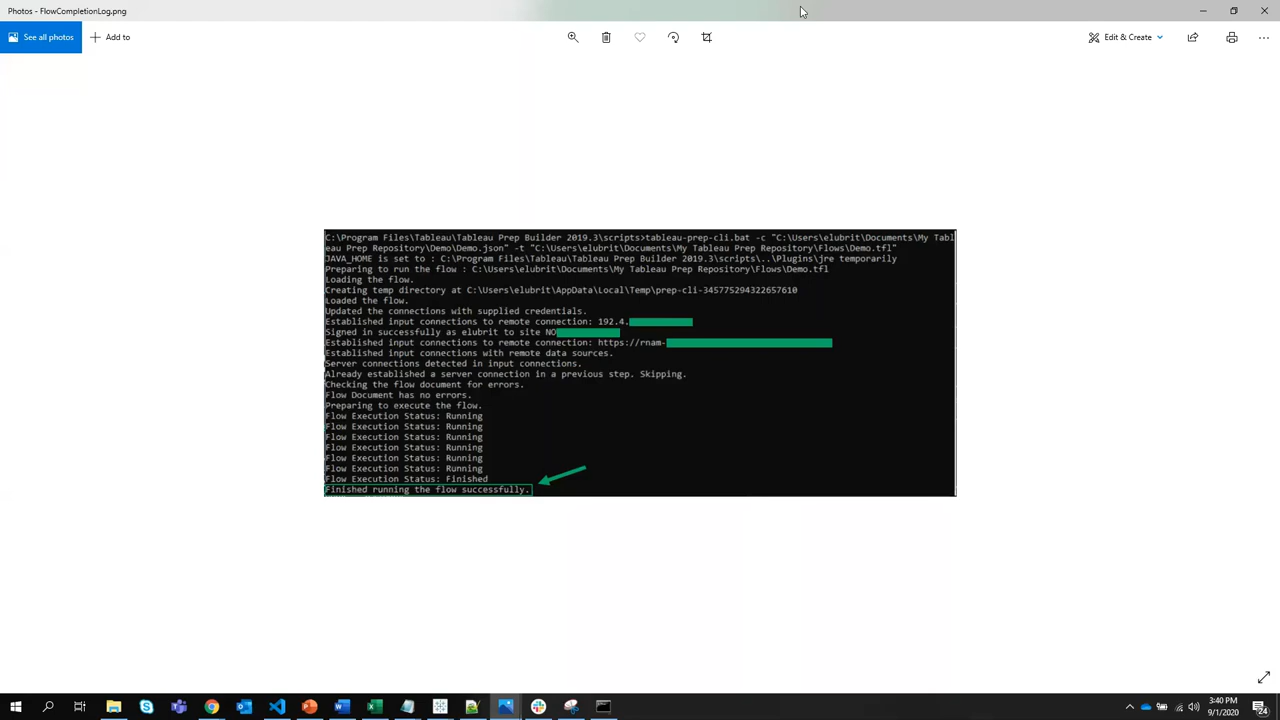 Photos - FlowCompletionLog.png
See all photos
Add to
Edit & Create
C:\Program Files\Tableau\Tableau Prep Builder 2019.3\scripts>tableau-prep-cli.bat -c "C:\Users\elubrit\Documents\My Tabl
eau Prep Repository\Demo\Demo.json" -t "C:\Users\elubrit\Documents\My Tableau Prep Repository\Flows\Demo.tfl"
JAVA_HOME is set to : C:\Program Files\Tableau\Tableau Prep Builder 2019.3\scripts\..\Plugins\jre temporarily
Preparing to run the flow : C:\Users\elubrit\Documents\My Tableau Prep Repository\Flows\Demo.tfl
Loading the flow.
Creating temp directory at C:\Users\elubrit\AppData\Local\Temp\prep-cli-345775294322657610
Loaded the flow.
Updated the connections with supplied credentials.
Established input connections to remote connection: 192.4.
Signed in successfully as elubrit to site NO
Established input connections to remote connection: https://rnam-
Established input connections with remote data sources.
Server connections detected in input connections.
Already established a server connection in a previous step. Skipping.
Checking the flow document for errors.
Flow Document has no errors.
Preparing to execute the flow.
Flow Execution Status: Running
Flow Execution Status: Running
Flow Execution Status: Running
Flow Execution Status: Running
Flow Execution Status: Running
Flow Execution Status: Running
Flow Execution Status: Finished
Finished running the flow successfully.
3:40 PM
9/1/2020
24